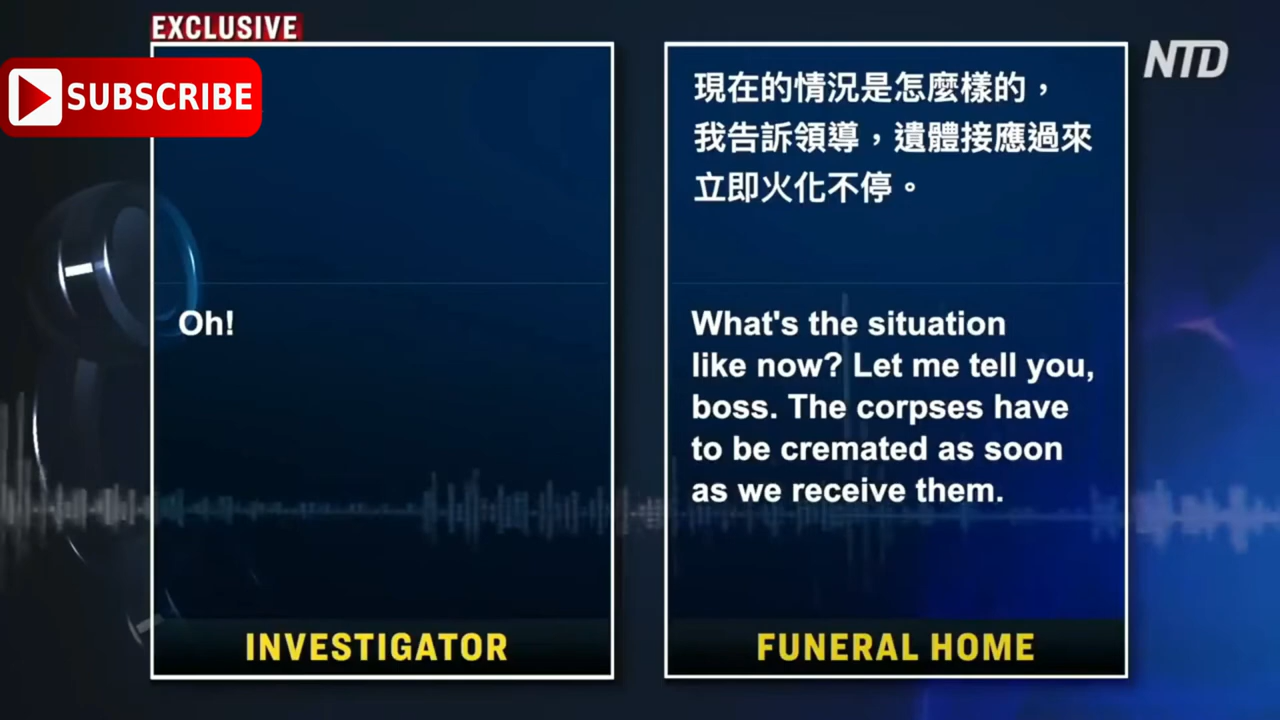 EXCLUSIVE
SUBSCRIBE
NTD
Oh!
INVESTIGATOR
現在的情況是怎麼樣的，
我告訴領導，遺體接應過來
立即火化不停。
What's the situation
like now? Let me tell you,
boss. The corpses have
to be cremated as soon
as we receive them.
FUNERAL HOME